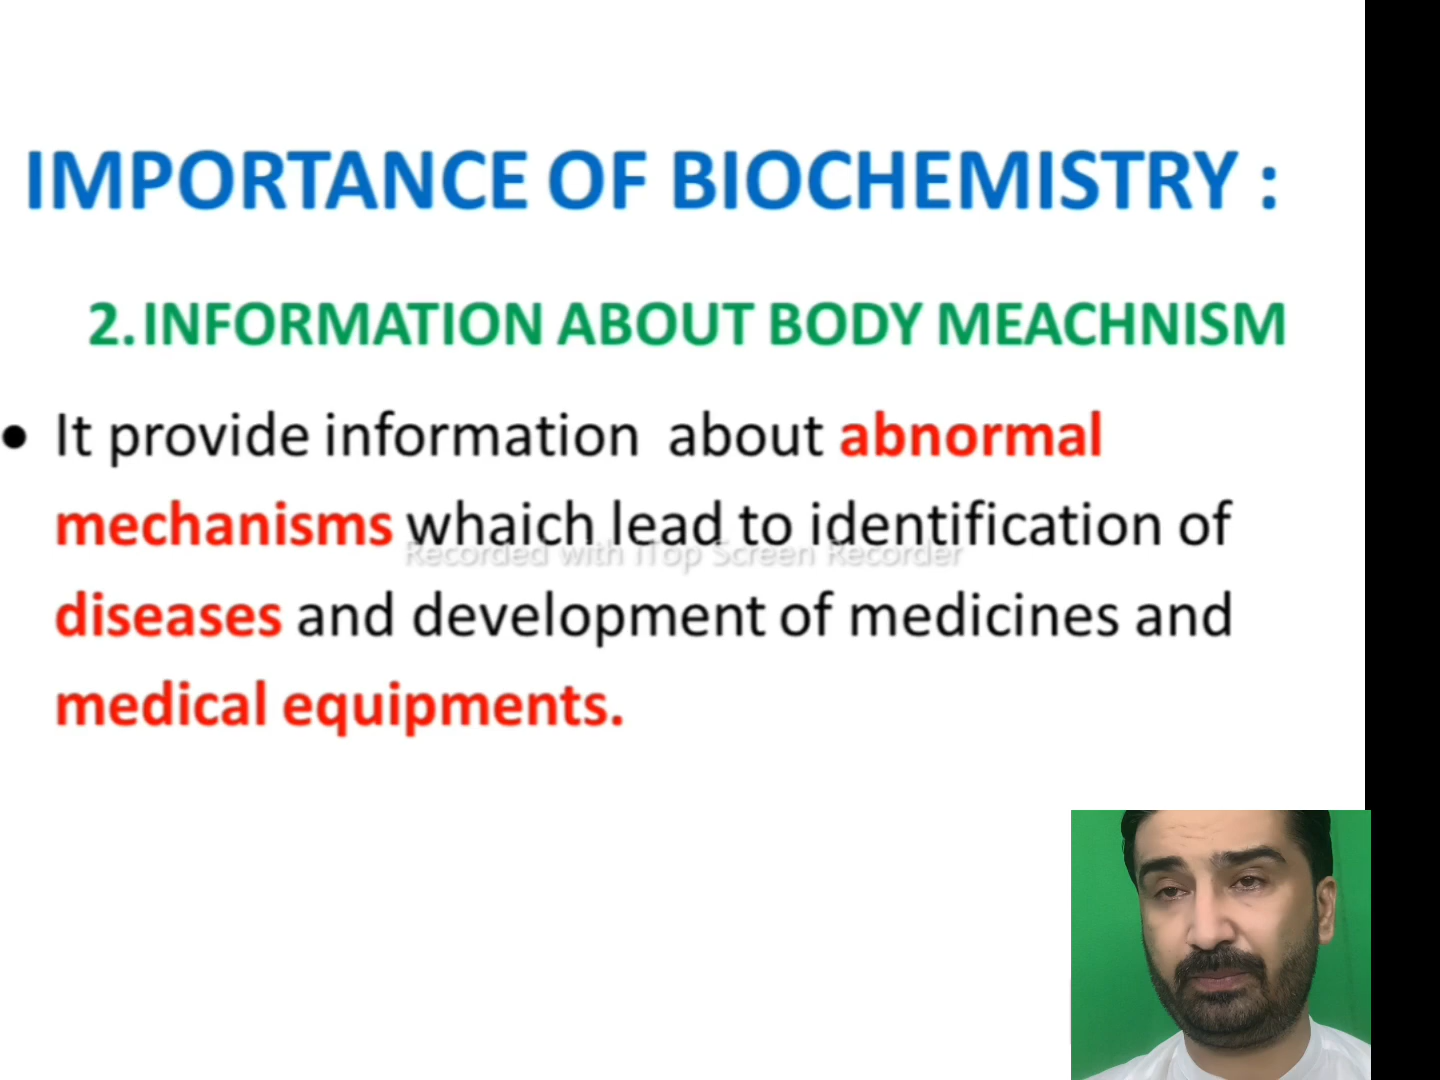 IMPORTANCE OF BIOCHEMISTRY :
2. INFORMATION ABOUT BODY MEACHNISM
• It provide information about abnormal
mechanisms whaich lead to identification of
Recorded with iTop Screen Recorder
diseases and development of medicines and
medical equipments.